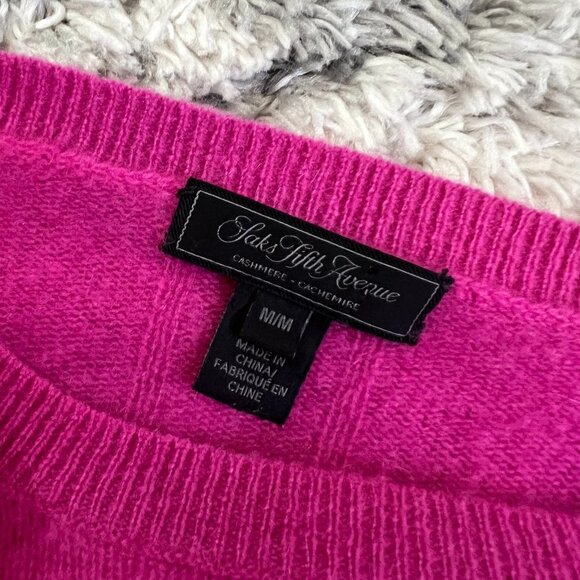 Saks Fifth Avenue
CASHMERE - CACHEMIRE
M/M
MADE IN
CHINA/
FABRIQUÉ EN
CHINE